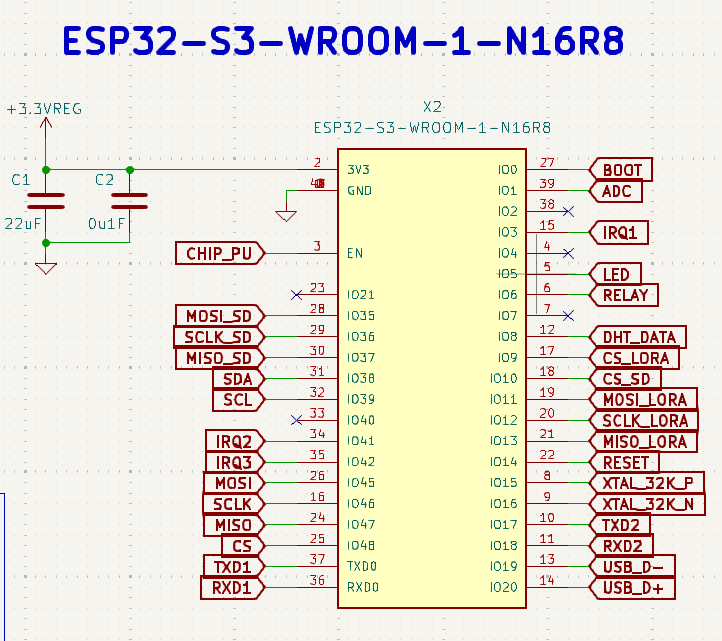 ESP32-S3-WROOM-1-N16R8
+3.3VREG
X2
ESP32-S3-WROOM-1-N16R8
C1
22uF
C2
0u1F
2 3V3
GND
CHIP_PU 3 EN
23 IO21
MOSI_SD 28 IO35
SCLK_SD 29 IO36
MISO_SD 30 IO37
SDA 31 IO38
SCL 32 IO39
33 IO40
IRQ2 34 IO41
IRQ3 35 IO42
MOSI 26 IO45
SCLK 16 IO46
MISO 24 IO47
CS 25 IO48
TXD1 37 TXD0
RXD1 36 RXD0
IO0 27 BOOT
IO1 39 ADC
IO2 38
IO3 15 IRQ1
IO4 4
IO5 5 LED
IO6 6 RELAY
IO7 7
IO8 12 DHT_DATA
IO9 17 CS_LORA
IO10 18 CS_SD
IO11 19 MOSI_LORA
IO12 20 SCLK_LORA
IO13 21 MISO_LORA
IO14 22 RESET
IO15 8 XTAL_32K_P
IO16 9 XTAL_32K_N
IO17 10 TXD2
IO18 11 RXD2
IO19 13 USB_D-
IO20 14 USB_D+